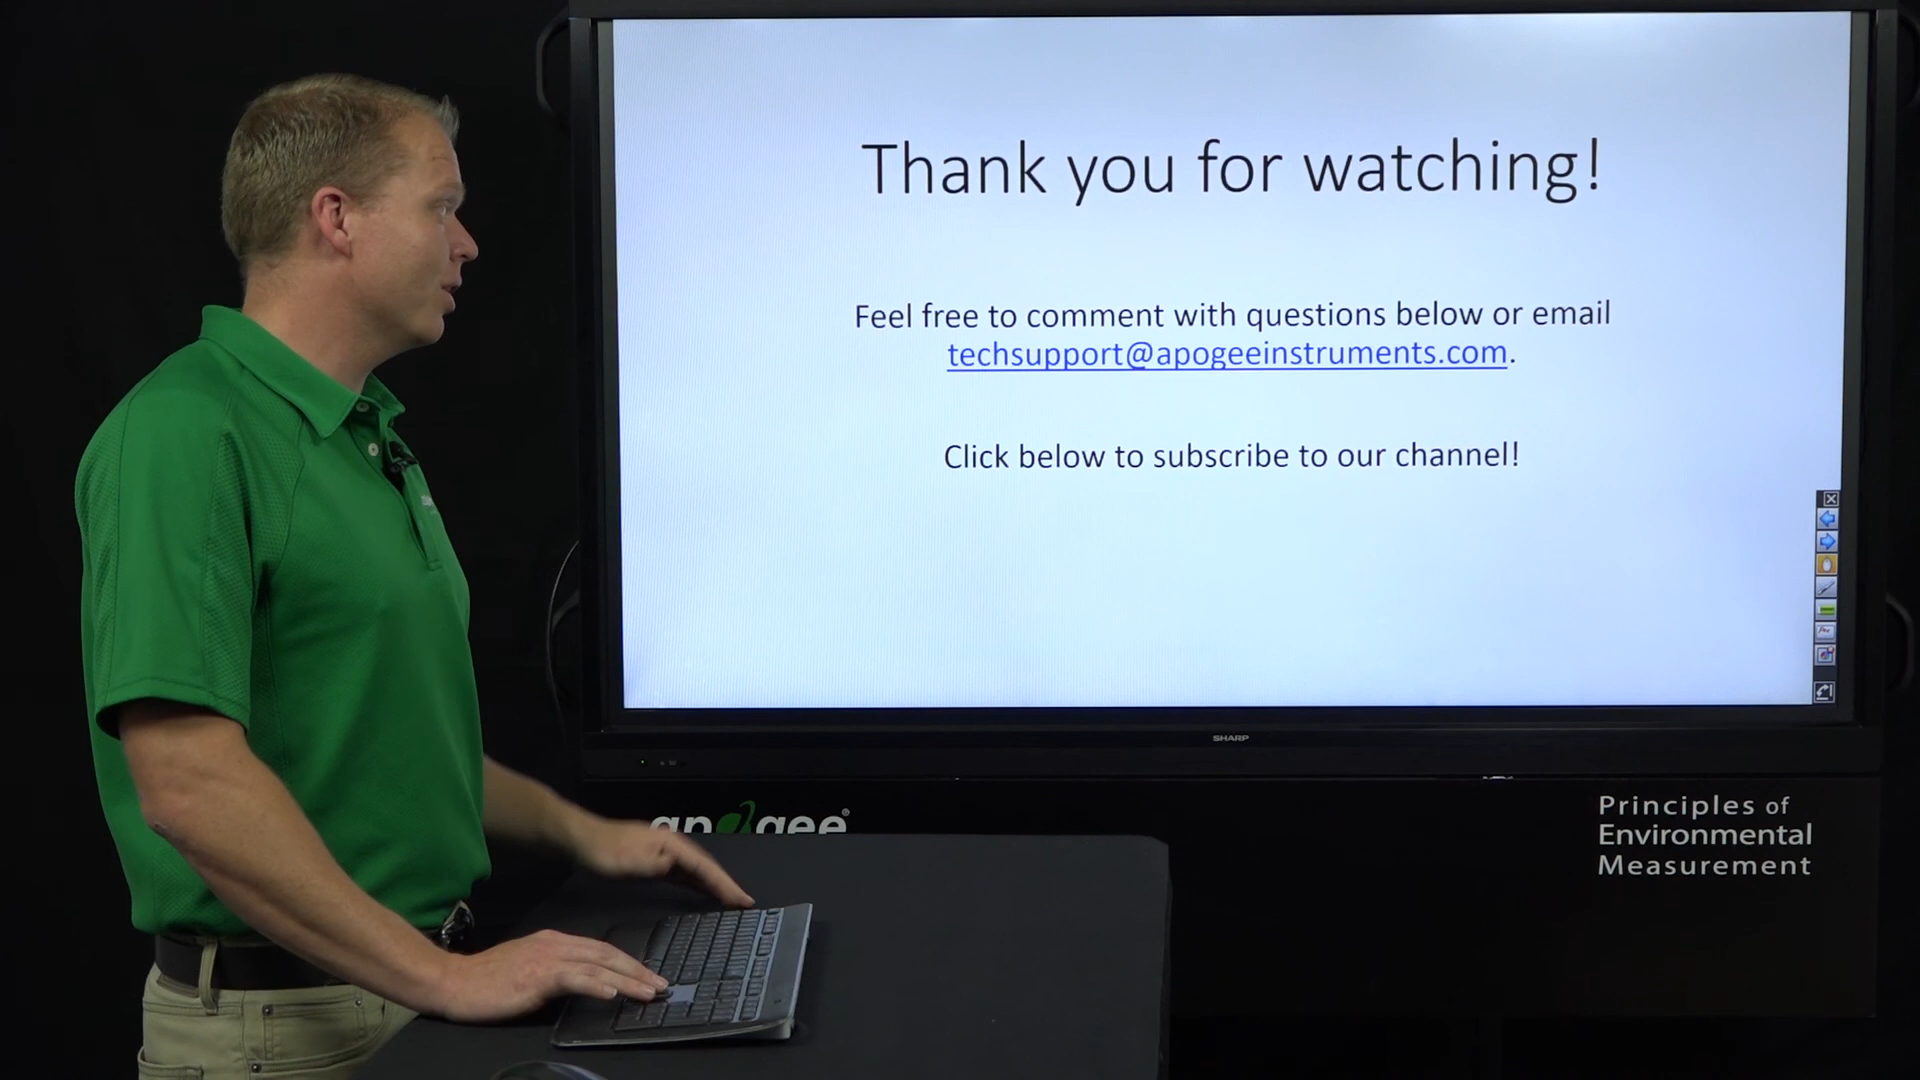 Thank you for watching!
Feel free to comment with questions below or email
techsupport@apogeeinstruments.com.
Click below to subscribe to our channel!
SHARP
apogee®
Principles of
Environmental
Measurement